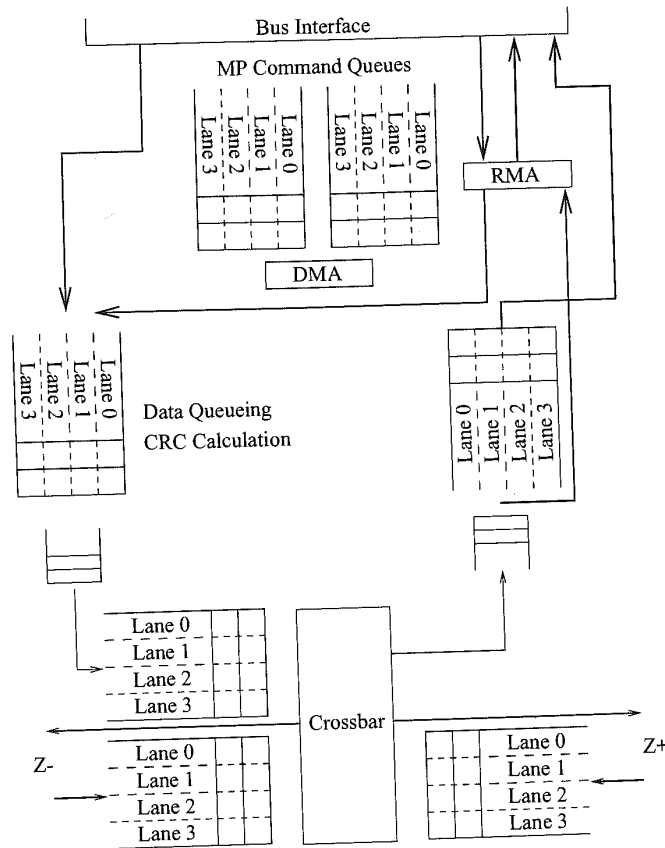 Bus Interface
MP Command Queues
Lane 3
Lane 2
Lane 1
Lane 0
Lane 3
Lane 2
Lane 1
Lane 0
RMA
DMA
Lane 3
Lane 2
Lane 1
Lane 0
Data Queueing
CRC Calculation
Lane 0
Lane 1
Lane 2
Lane 3
Lane 0
Lane 1
Lane 2
Lane 3
Crossbar
Z-
Lane 0
Lane 1
Lane 2
Lane 3
Lane 0
Lane 1
Lane 2
Lane 3
Z+